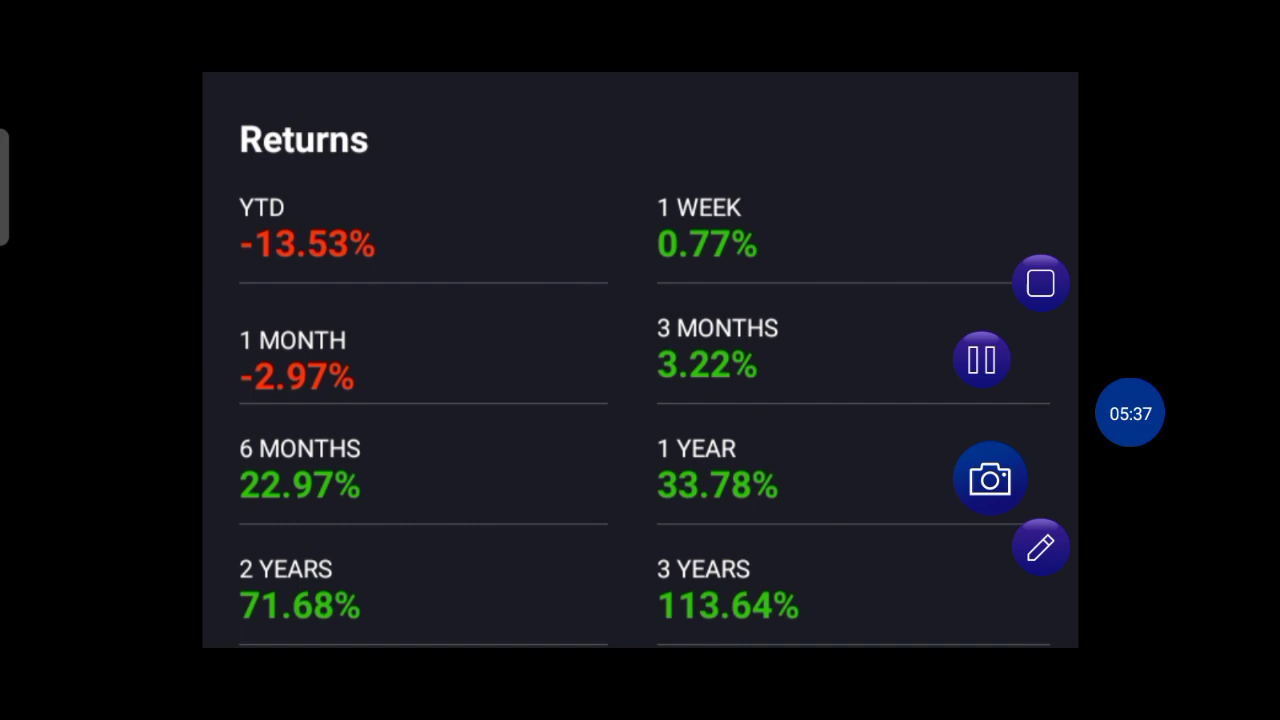 Returns
YTD
-13.53%
1 WEEK
0.77%
1 MONTH
-2.97%
3 MONTHS
3.22%
6 MONTHS
22.97%
1 YEAR
33.78%
2 YEARS
71.68%
3 YEARS
113.64%
05:37